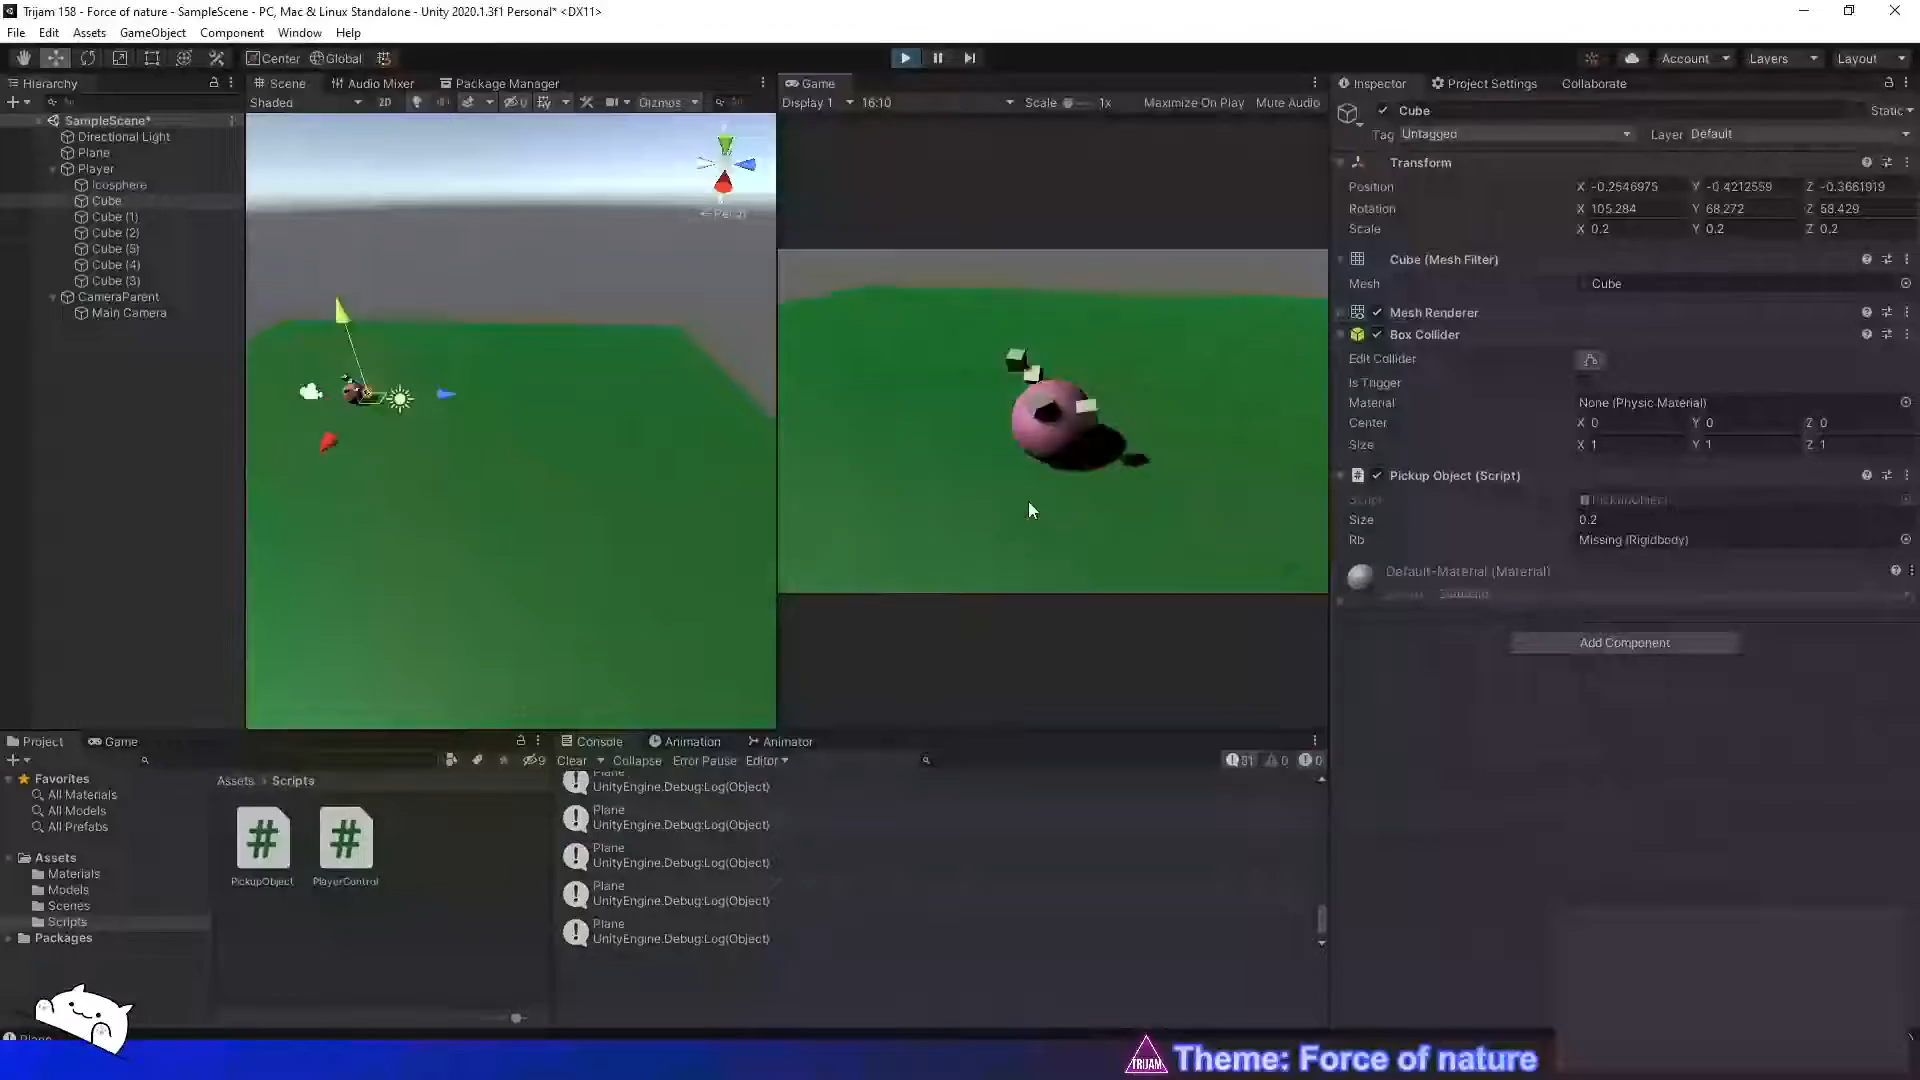 Trijam 158 - Force of nature - SampleScene - PC, Mac & Linux Standalone - Unity 2020.1.3f1 Personal* <DX11>
File Edit Assets GameObject Component Window Help
Center Global
Account Layers Layout
Hierarchy
Scene Audio Mixer Package Manager
Game
Inspector Project Settings Collaborate
Shaded 2D 0 Gizmos
Display 1 16:10 Scale 1x Maximize On Play Mute Audio
SampleScene*
Directional Light
Plane
Player
Icosphere
Cube
Cube (1)
Cube (2)
Cube (5)
Cube (4)
Cube (3)
CameraParent
Main Camera
Persp
Cube Static
Tag Untagged Layer Default
Transform
Position X -0.2546975 Y -0.4212559 Z -0.3661919
Rotation X 105.284 Y 68.272 Z 58.429
Scale X 0.2 Y 0.2 Z 0.2
Cube (Mesh Filter)
Mesh Cube
Mesh Renderer
Box Collider
Edit Collider
Is Trigger
Material None (Physic Material)
Center X 0 Y 0 Z 0
Size X 1 Y 1 Z 1
Pickup Object (Script)
Script PickupObject
Size 0.2
Rb Missing (Rigidbody)
Default-Material (Material)
Standard
Add Component
Project Game
Console Animation Animator
9
Clear Collapse Error Pause Editor 31 0 0
Favorites
All Materials
All Models
All Prefabs
Assets
Materials
Models
Scenes
Scripts
Packages
Assets Scripts
PickupObject PlayerControl
Plane
UnityEngine.Debug:Log(Object)
Plane
UnityEngine.Debug:Log(Object)
Plane
UnityEngine.Debug:Log(Object)
Plane
UnityEngine.Debug:Log(Object)
Plane
UnityEngine.Debug:Log(Object)
Plane
TRIJAM Theme: Force of nature